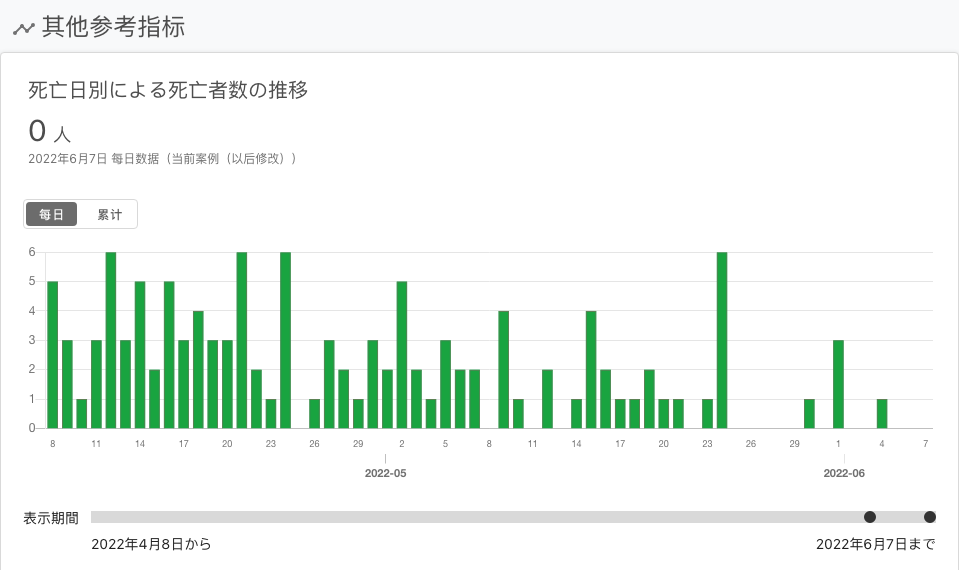 其他参考指标
死亡日別による死亡者数の推移
0 人
2022年6月7日 每日数据（当前案例（以后修改））
每日 累计
6
5
4
3
2
1
0
8 11 14 17 20 23 26 29 2 5 8 11 14 17 20 23 26 29 1 4 7
2022-05 2022-06
表示期間
2022年4月8日から 2022年6月7日まで